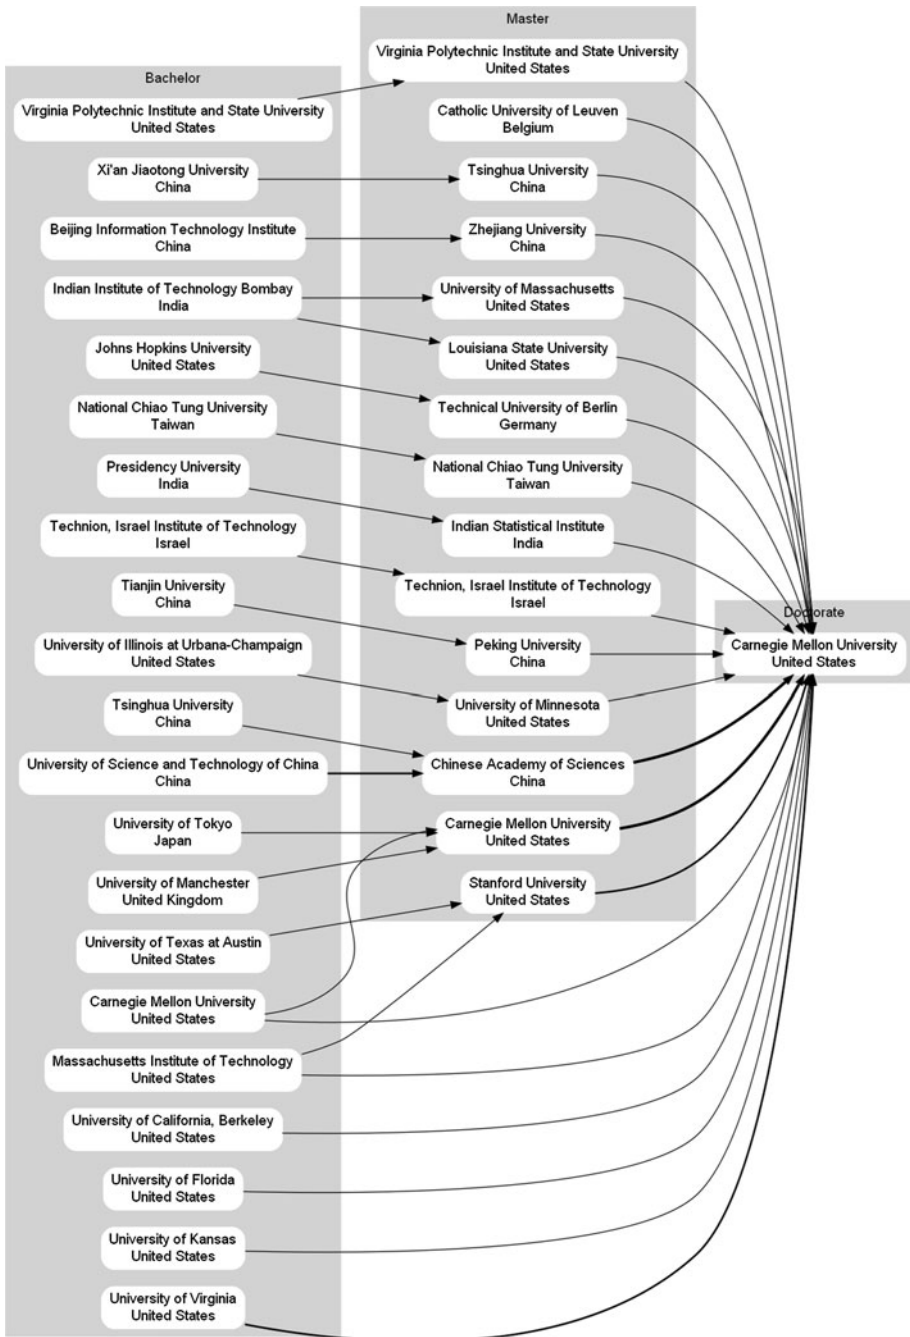 Master
Virginia Polytechnic Institute and State University
United States
Catholic University of Leuven
Belgium
Tsinghua University
China
Zhejiang University
China
University of Massachusetts
United States
Louisiana State University
United States
Technical University of Berlin
Germany
National Chiao Tung University
Taiwan
Indian Statistical Institute
India
Technion, Israel Institute of Technology
Israel
Peking University
China
University of Minnesota
United States
Chinese Academy of Sciences
China
Carnegie Mellon University
United States
Stanford University
United States
Bachelor
Virginia Polytechnic Institute and State University
United States
Xi'an Jiaotong University
China
Beijing Information Technology Institute
China
Indian Institute of Technology Bombay
India
Johns Hopkins University
United States
National Chiao Tung University
Taiwan
Presidency University
India
Technion, Israel Institute of Technology
Israel
Tianjin University
China
University of Illinois at Urbana-Champaign
United States
Tsinghua University
China
University of Science and Technology of China
China
University of Tokyo
Japan
University of Manchester
United Kingdom
University of Texas at Austin
United States
Carnegie Mellon University
United States
Massachusetts Institute of Technology
United States
University of California, Berkeley
United States
University of Florida
United States
University of Kansas
United States
University of Virginia
United States
Doctorate
Carnegie Mellon University
United States